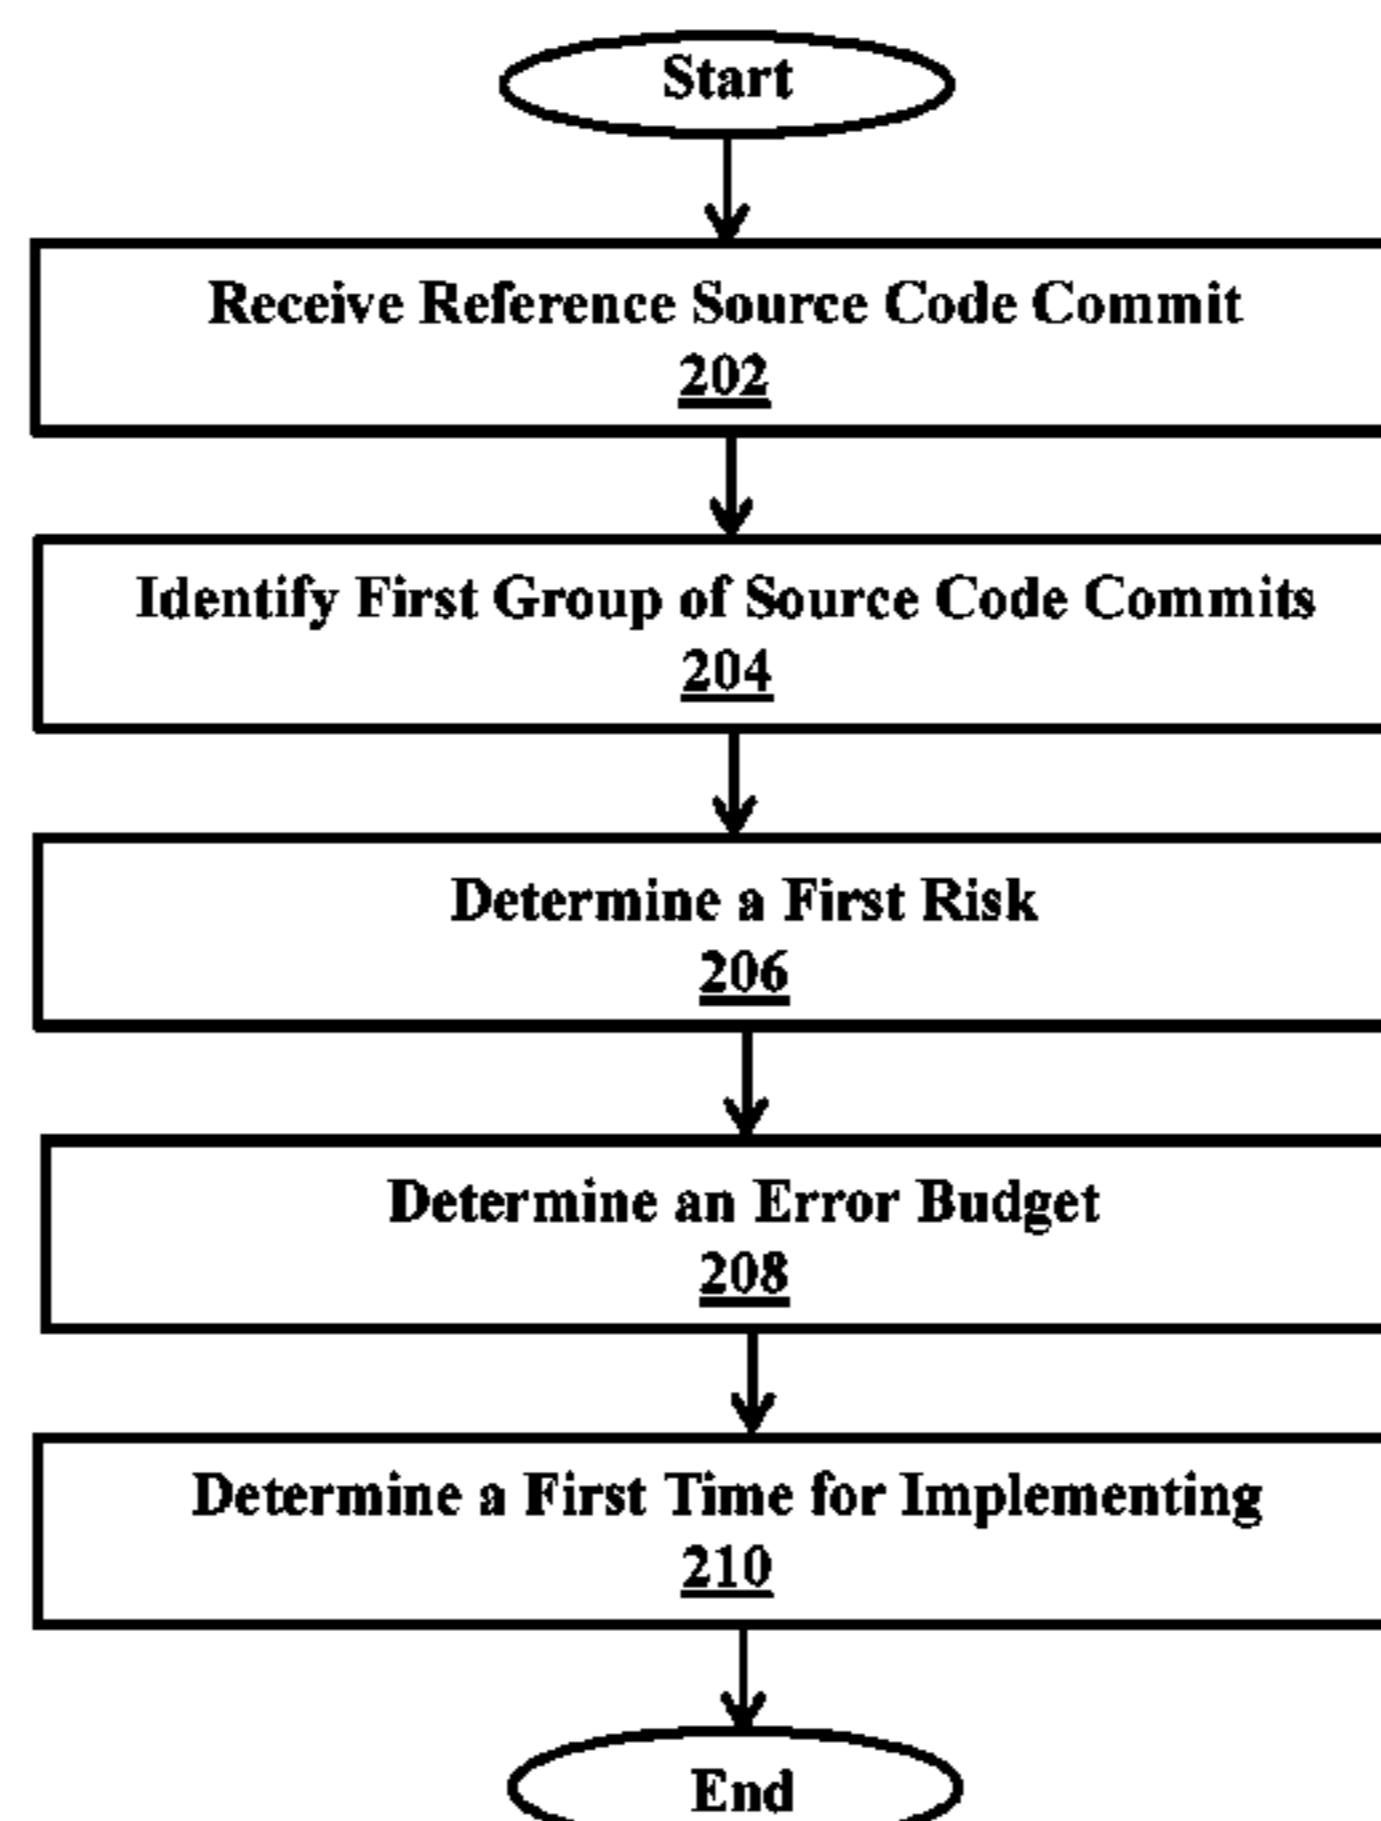 Start
Receive Reference Source Code Commit
202
Identify First Group of Source Code Commits
204
Determine a First Risk
206
Determine an Error Budget
208
Determine a First Time for Implementing
210
End